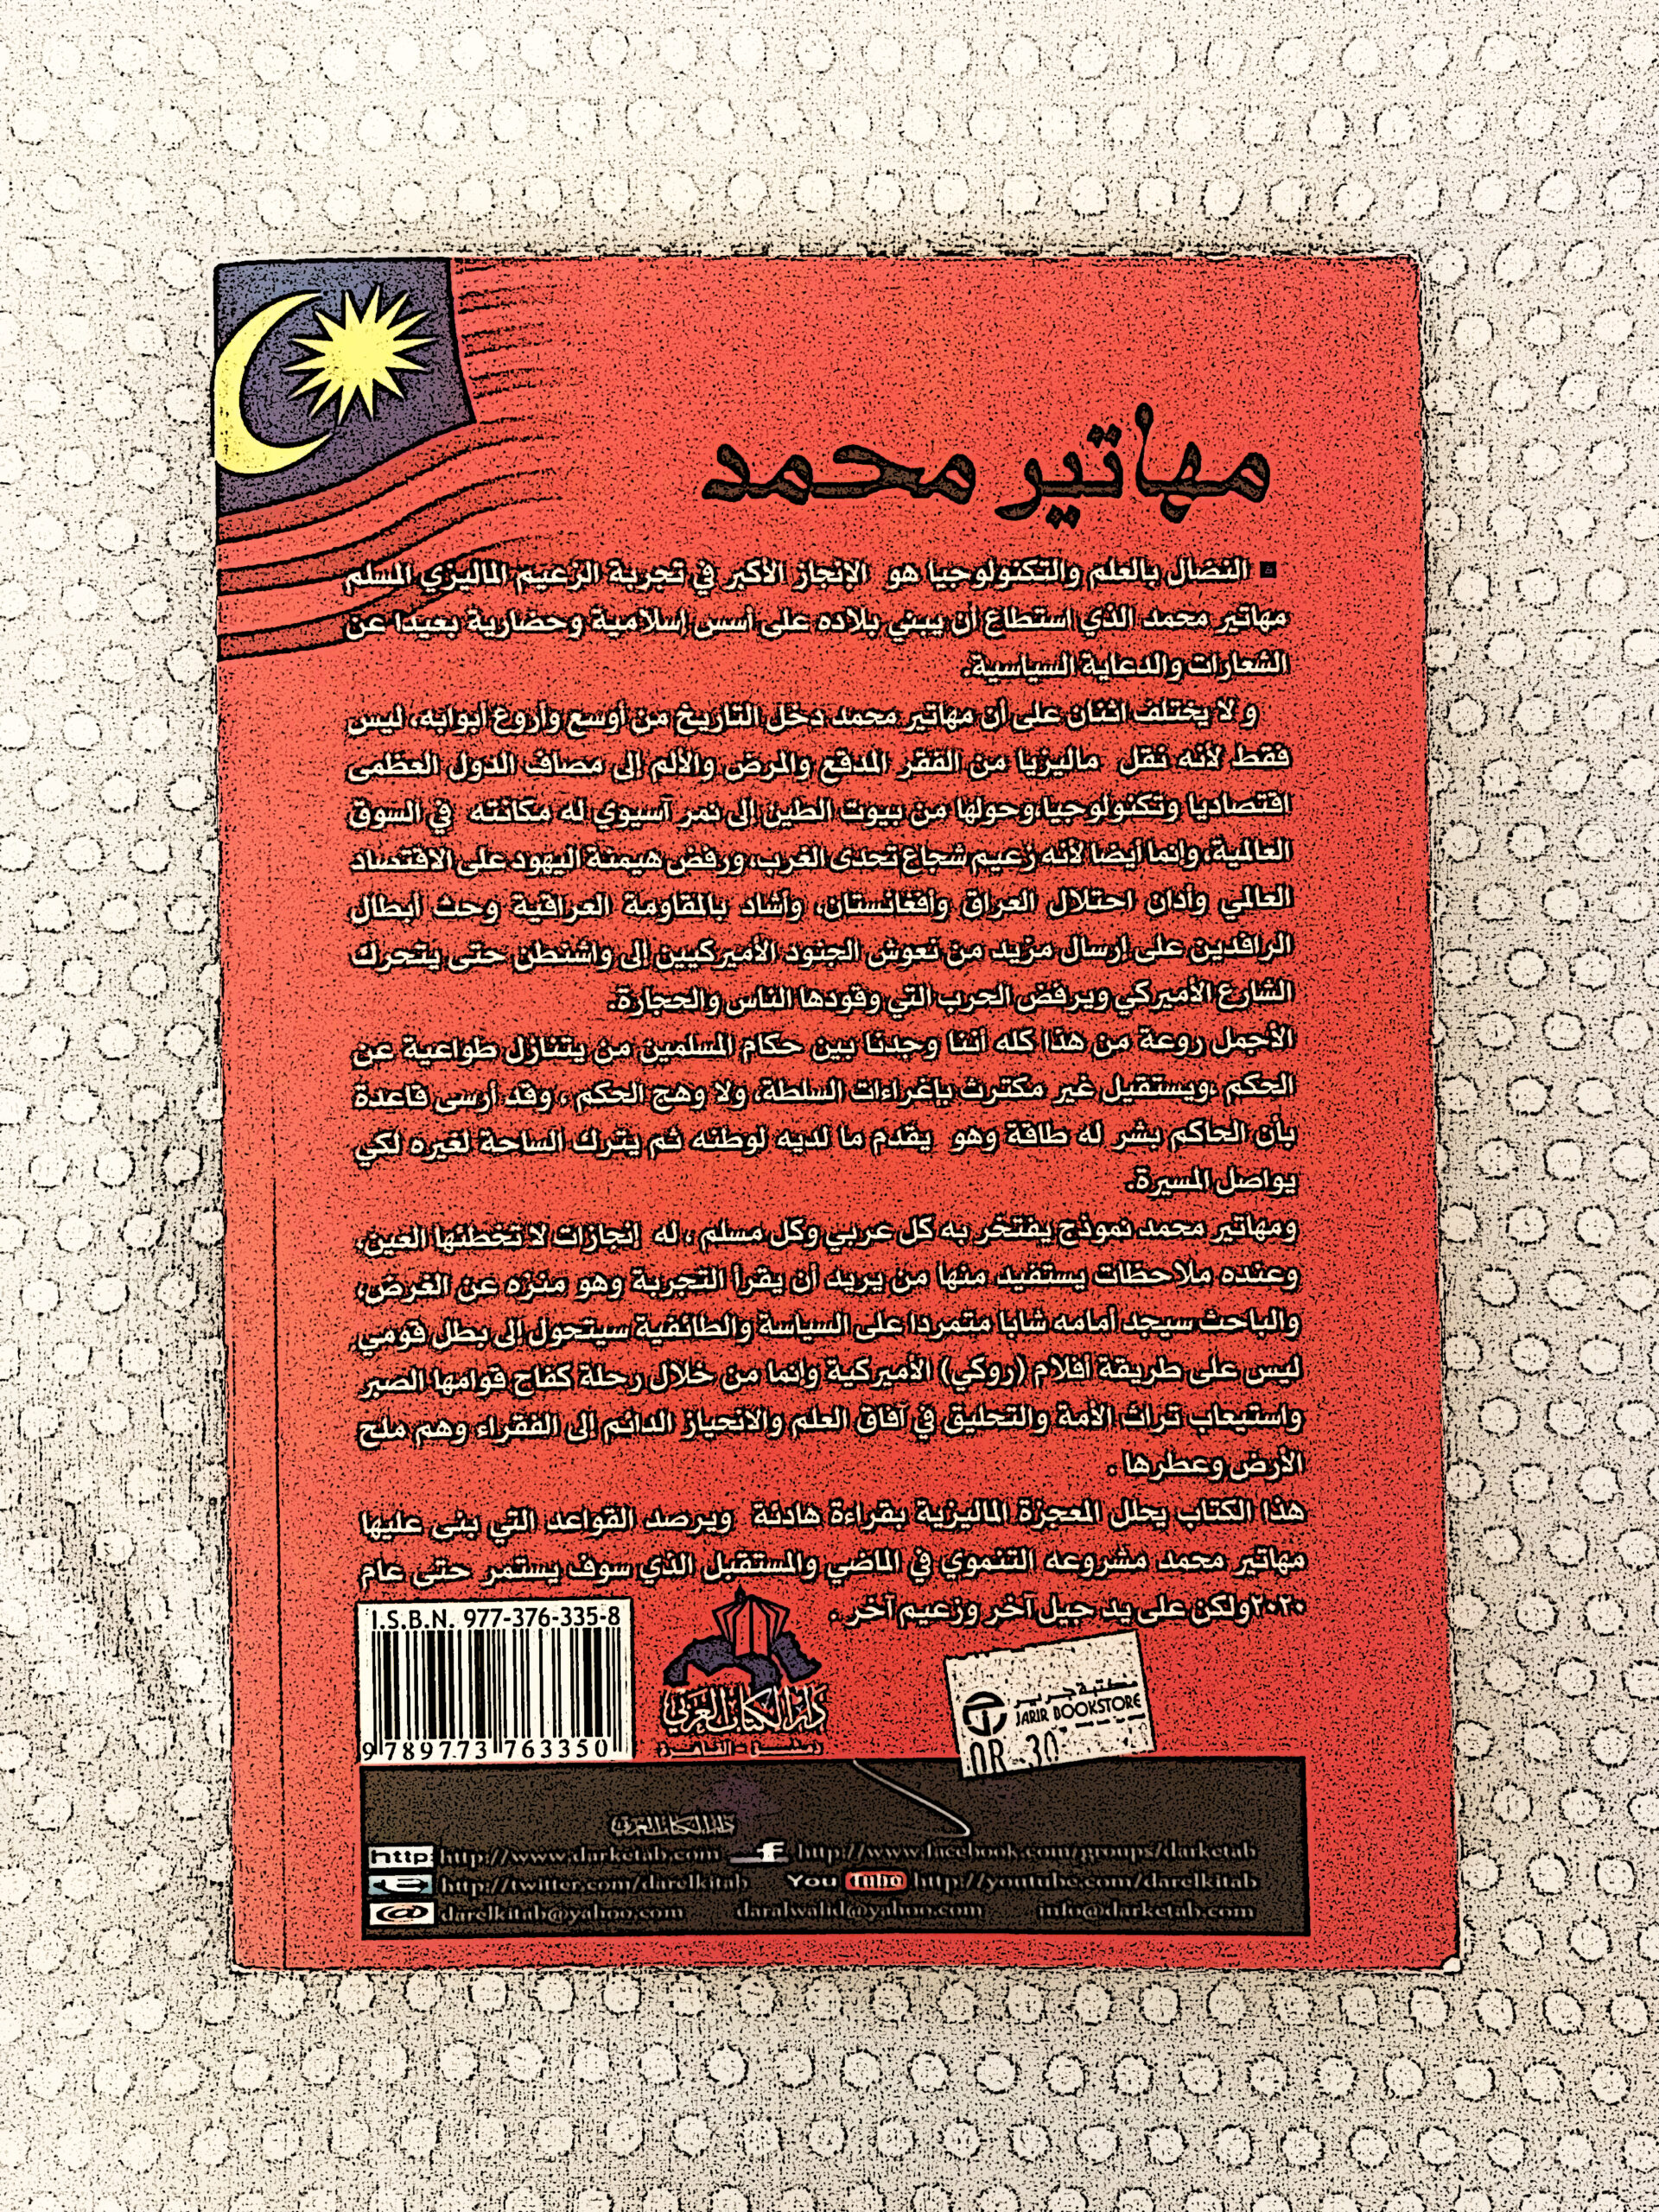 مهاتير محمد
▪ النضال بالعلم والتكنولوجيا هو الإنجاز الأكبر في تجربة الزعيم الماليزي المسلم
مهاتير محمد الذي استطاع أن يبني بلاده على أسس إسلامية وحضارية بعيدا عن
الشعارات والدعاية السياسية.
ولا يختلف اثنان على أن مهاتير محمد دخل التاريخ من أوسع وأروع أبوابه، ليس
فقط لأنه نقل ماليزيا من الفقر المدقع والمرض والألم إلى مصاف الدول العظمى
اقتصاديا وتكنولوجيا،وحولها من بيوت الطين إلى نمر آسيوي له مكانته في السوق
العالمية، وإنما أيضا لأنه زعيم شجاع تحدى الغرب، ورفض هيمنة اليهود على الاقتصاد
العالمي وأدان احتلال العراق وأفغانستان، وأشاد بالمقاومة العراقية وحث أبطال
الرافدين على إرسال مزيد من نعوش الجنود الأميركيين إلى واشنطن حتى يتحرك
الشارع الأميركي ويرفض الحرب التي وقودها الناس والحجارة.
الأجمل روعة من هذا كله أننا وجدنا بين حكام المسلمين من يتنازل طواعية عن
الحكم ،ويستقيل غير مكترث بإغراءات السلطة، ولا وهج الحكم ، وقد أرسى قاعدة
بأن الحاكم بشر له طاقة وهو يقدم ما لديه لوطنه ثم يترك الساحة لغيره لكي
يواصل المسيرة.
ومهاتير محمد نموذج يفتخر به كل عربي وكل مسلم ، له إنجازات لا تخطئها العين،
وعنده ملاحظات يستفيد منها من يريد أن يقرأ التجربة وهو منزه عن الغرض،
والباحث سيجد أمامه شابا متمردا على السياسة والطائفية سيتحول إلى بطل قومي
ليس على طريقة أفلام (روكي) الأميركية وإنما من خلال رحلة كفاح قوامها الصبر
واستيعاب تراث الأمة والتحليق في آفاق العلم والانحياز الدائم إلى الفقراء وهم ملح
الأرض وعطرها .
هذا الكتاب يحلل المعجزة الماليزية بقراءة هادئة ويرصد القواعد التي بنى عليها
مهاتير محمد مشروعه التنموي في الماضي والمستقبل الذي سوف يستمر حتى عام
٢٠٢٠ولكن على يد جيل آخر وزعيم آخر .
I.S.B.N. 977-376-335-8
9 789773 763350
دار الكتاب العربي
دمشق - القاهرة
مكتبة جرير
JARIR BOOKSTORE
QR 30
دار الكتاب العربي
http: http://www.darketab.com f http://www.facebook.com/groups/darketab
http://twitter.com/darelkitab You Tube http://youtube.com/darelkitab
@ darelkitab@yahoo.com daralwalid@yahoo.com info@darketab.com